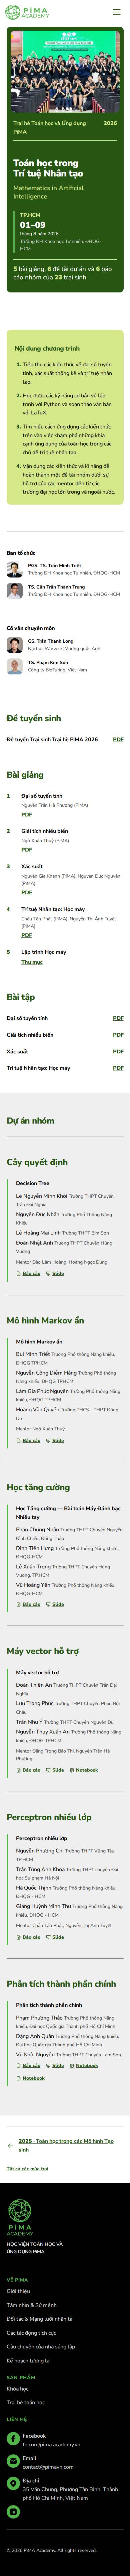 PiMA
ACADEMY
Trại hè Toán học và Ứng dụng
PIMA
2026
Toán học trong
Trí tuệ Nhân tạo
Mathematics in Artificial
Intelligence
TP.HCM
01–09
tháng 8 năm 2026
Trường ĐH Khoa học Tự nhiên, ĐHQG-
HCM
5 bài giảng, 6 đề tài dự án và 6 báo
cáo nhóm của 23 trại sinh.
Nội dung chương trình
1. Tiếp thu các kiến thức về đại số tuyến
tính, xác suất thống kê và trí tuệ nhân
tạo.
2. Học được các kỹ năng cơ bản về lập
trình với Python và soạn thảo văn bản
với LaTeX.
3. Tìm hiểu cách ứng dụng các kiến thức
về toán học để khám phá những khía
cạnh ứng dụng của toán học trong các
chủ đề trí tuệ nhân tạo.
4. Vận dụng các kiến thức và kĩ năng để
hoàn thành một đề tài nhóm dưới sự
hỗ trợ của các mentor đến từ các
trường đại học lớn trong và ngoài nước.
Ban tổ chức
PGS. TS. Trần Minh Triết
Trường ĐH Khoa học Tự nhiên, ĐHQG-HCM
TS. Căn Trần Thành Trung
Trường ĐH Khoa học Tự nhiên, ĐHQG-HCM
Cố vấn chuyên môn
GS. Trần Thanh Long
Đại học Warwick, Vương quốc Anh
TS. Phạm Kim Sơn
Công ty BioTuring, Việt Nam
Đề tuyển sinh
Đề tuyển Trại sinh Trại hè PiMA 2026 PDF
Bài giảng
1 Đại số tuyến tính
Nguyễn Trần Hà Phương (PiMA)
PDF
2 Giải tích nhiều biến
Ngô Xuân Thuỷ (PiMA)
PDF
3 Xác suất
Nguyễn Gia Khánh (PiMA), Nguyễn Đức Nguyên
(PiMA)
PDF
4 Trí tuệ Nhân tạo: Học máy
Châu Tấn Phát (PiMA), Nguyễn Thị Ánh Tuyết
(PiMA)
PDF
5 Lập trình Học máy
Thư mục
Bài tập
Đại số tuyến tính PDF
Giải tích nhiều biến PDF
Xác suất PDF
Trí tuệ Nhân tạo: Học máy PDF
Dự án nhóm
Cây quyết định
Decision Tree
Lê Nguyễn Minh Khôi Trường THPT Chuyên
Trần Đại Nghĩa
Nguyễn Đức Nhân Trường Phổ Thông Năng
Khiếu
Lê Hoàng Mai Linh Trường THPT Bỉm Sơn
Đoàn Nhật Anh Trường THPT Chuyên Hùng
Vương
Mentor Đào Lâm Hoàng, Hoàng Ngọc Dung
Báo cáo Slide
Mô hình Markov ẩn
Mô hình Markov ẩn
Bùi Minh Triết Trường Phổ thông Năng khiếu,
ĐHQG TPHCM
Nguyễn Công Diễm Hằng Trường Phổ thông
Năng khiếu, ĐHQG TPHCM
Lâm Gia Phúc Nguyên Trường Phổ thông Năng
khiếu, ĐHQG TPHCM
Hoàng Văn Quyền Trường THCS - THPT Đông
Du
Mentor Ngô Xuân Thuỷ
Báo cáo Slide
Học tăng cường
Học Tăng cường — Bài toán Máy Đánh bạc
Nhiều tay
Phan Chung Nhân Trường THPT Chuyên Nguyễn
Đình Chiểu, Đồng Tháp
Đinh Tiến Hưng Trường Phổ thông Năng khiếu,
ĐHQG-HCM
Lê Xuân Trọng Trường THPT Chuyên Hùng
Vương, TP.HCM
Vũ Hoàng Yến Trường Phổ thông Năng khiếu,
ĐHQG-HCM
Báo cáo Slide
Máy vector hỗ trợ
Máy vector hỗ trợ
Đoàn Thiên An Trường THPT Chuyên Trần Đại
Nghĩa
Lưu Trọng Phúc Trường THPT Chuyên Phan Bội
Châu
Trần Như Ý Trường THPT Chuyên Nguyễn Du
Nguyễn Thụy Xuân An Trường Phổ thông Năng
khiếu, ĐHQG-TPHCM
Mentor Đặng Trọng Bảo Thi, Nguyễn Trần Hà
Phương
Báo cáo Slide Notebook
Perceptron nhiều lớp
Perceptron nhiều lớp
Nguyễn Phương Chi Trường THPT Vũng Tàu,
TPHCM
Trần Tùng Anh Khoa Trường THPT chuyên Đại
học Sư phạm Hà Nội
Hà Quốc Thịnh Trường Phổ thông Năng khiếu,
ĐHQG - HCM
Giang Huỳnh Minh Thư Trường Phổ thông Năng
khiếu, ĐHQG - HCM
Mentor Châu Tấn Phát, Nguyễn Thị Ánh Tuyết
Báo cáo Slide
Phân tích thành phần chính
Phân tích thành phần chính
Phạm Phương Thảo Trường Phổ thông Năng
khiếu, Đại học Quốc gia Thành phố Hồ Chí Minh
Đặng Anh Quân Trường Phổ thông Năng khiếu,
Đại học Quốc gia Thành phố Hồ Chí Minh
Vũ Khôi Nguyên Trường THPT Chuyên Lam Sơn
Báo cáo Slide Notebook
Notebook
2025 · Toán học trong các Mô hình Tạo
sinh
Tất cả các mùa trại
PiMA
ACADEMY
HỌC VIỆN TOÁN HỌC VÀ
ỨNG DỤNG PIMA
VỀ PIMA
Giới thiệu
Tầm nhìn & Sứ mệnh
Đối tác & Mạng lưới nhân tài
Các tác động tích cực
Câu chuyện của nhà sáng lập
Kế hoạch tương lai
SẢN PHẨM
Khóa học
Trại hè toán học
LIÊN HỆ
Facebook
fb.com/pima.academy.vn
Email
contact@pimavn.com
Địa chỉ
35 Văn Chung, Phường Tân Bình, Thành
phố Hồ Chí Minh, Việt Nam
© 2026 PiMA Academy. All rights reserved.